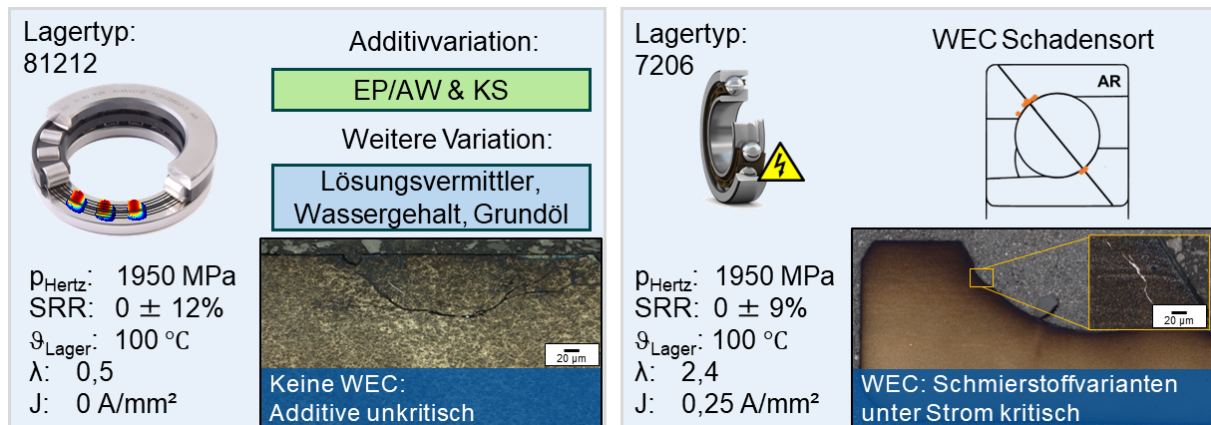 Lagertyp:
81212
Additivvariation:
EP/AW & KS
Weitere Variation:
Lösungsvermittler,
Wassergehalt, Grundöl
pHertz: 1950 MPa
SRR: 0 ± 12%
ϑLager: 100 °C
λ: 0,5
J: 0 A/mm²
20 µm
Keine WEC:
Additive unkritisch
Lagertyp:
7206
WEC Schadensort
AR
pHertz: 1950 MPa
SRR: 0 ± 9%
ϑLager: 100 °C
λ: 2,4
J: 0,25 A/mm²
20 µm
WEC: Schmierstoffvarianten
unter Strom kritisch